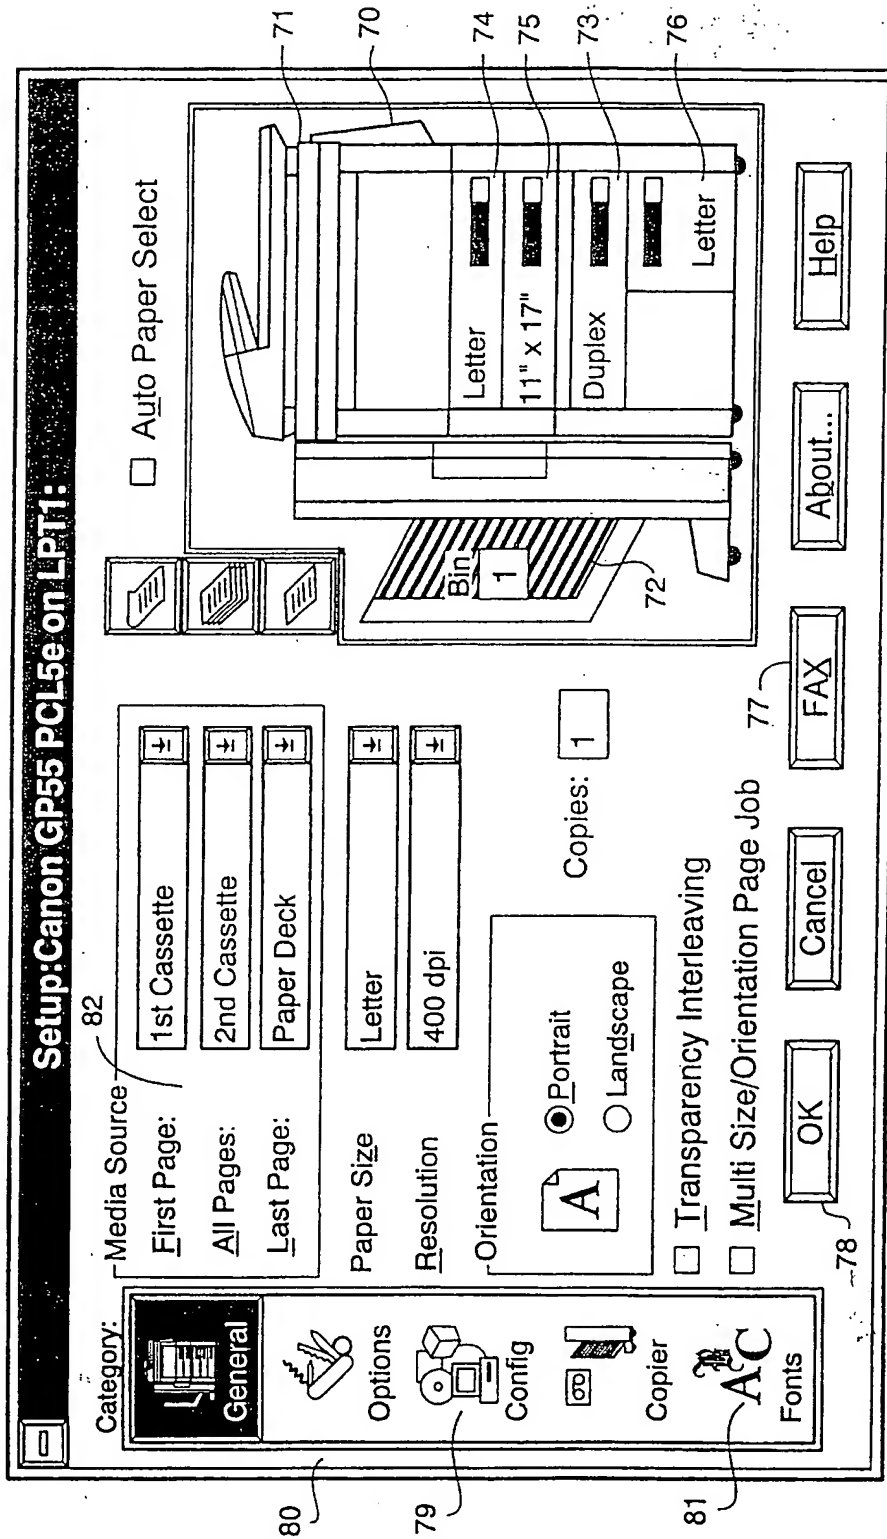 Setup:Canon GP55 PCL5e on LPT1:
Category:
General
Options
Config
Copier
Fonts
Media Source
First Page:
1st Cassette
All Pages:
2nd Cassette
Last Page:
Paper Deck
Paper Size
Letter
Resolution
400 dpi
Orientation
A
Portrait
Landscape
Copies:
1
Transparency Interleaving
Multi Size/Orientation Page Job
Auto Paper Select
Bin
1
Letter
11" x 17"
Duplex
Letter
OK
Cancel
FAX
About...
Help
70
71
72
73
74
75
76
77
78
79
80
81
82